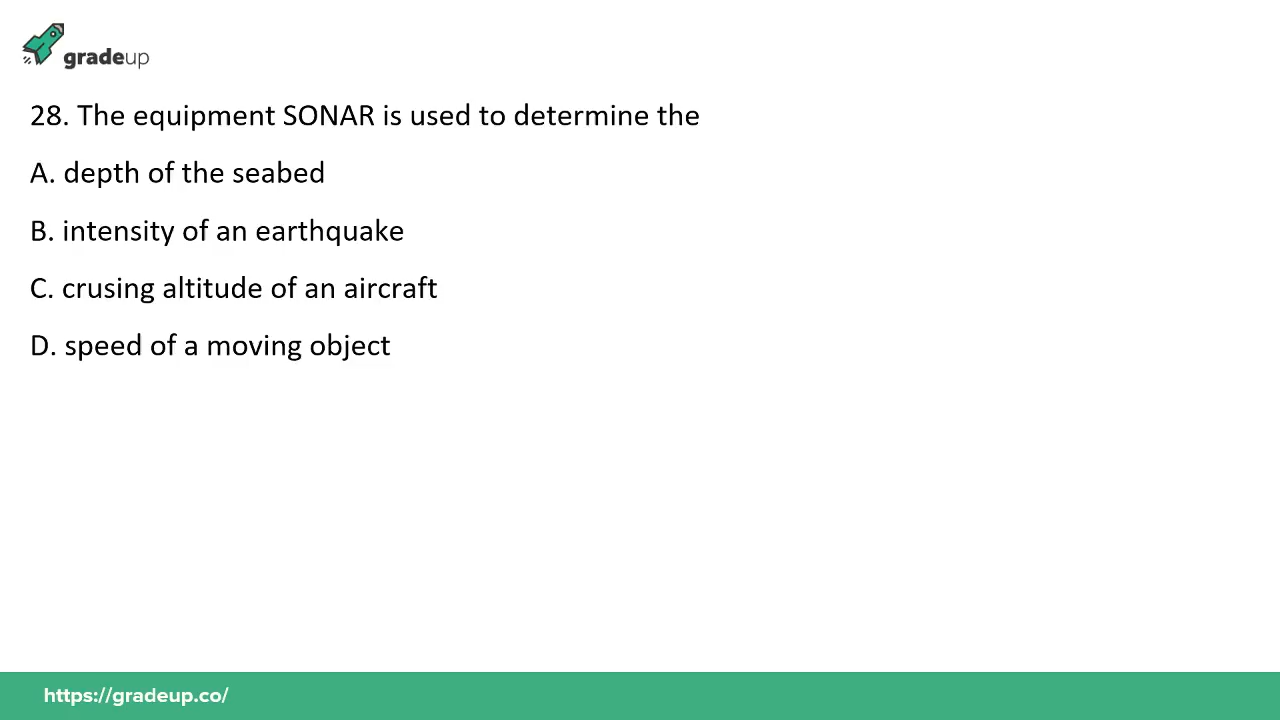 gradeup
28. The equipment SONAR is used to determine the
A. depth of the seabed
B. intensity of an earthquake
C. crusing altitude of an aircraft
D. speed of a moving object
https://gradeup.co/